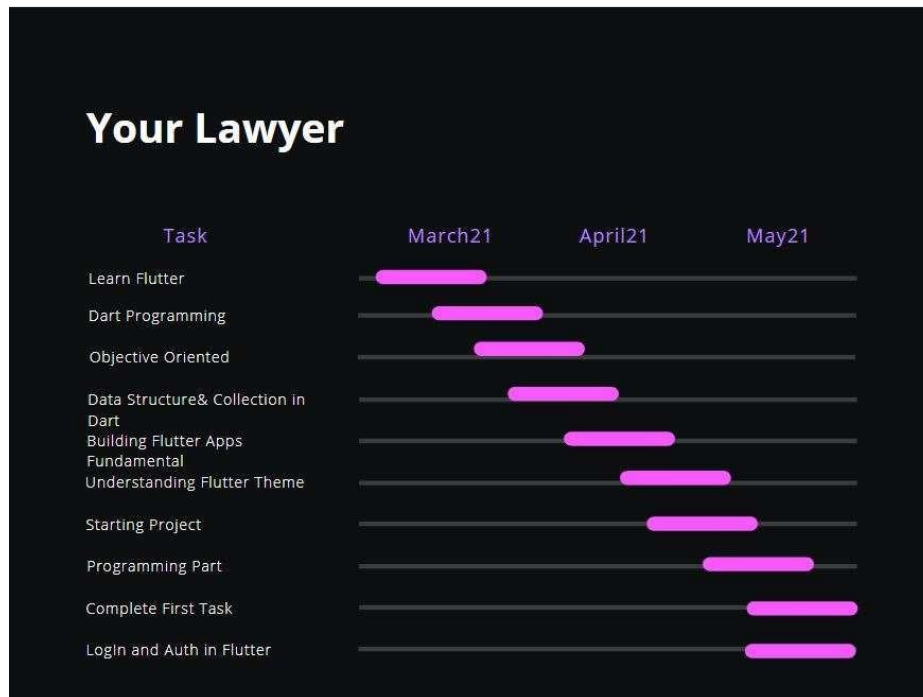 Your Lawyer
Task March21 April21 May21
Learn Flutter
Dart Programming
Objective Oriented
Data Structure& Collection in
Dart
Building Flutter Apps
Fundamental
Understanding Flutter Theme
Starting Project
Programming Part
Complete First Task
LogIn and Auth in Flutter